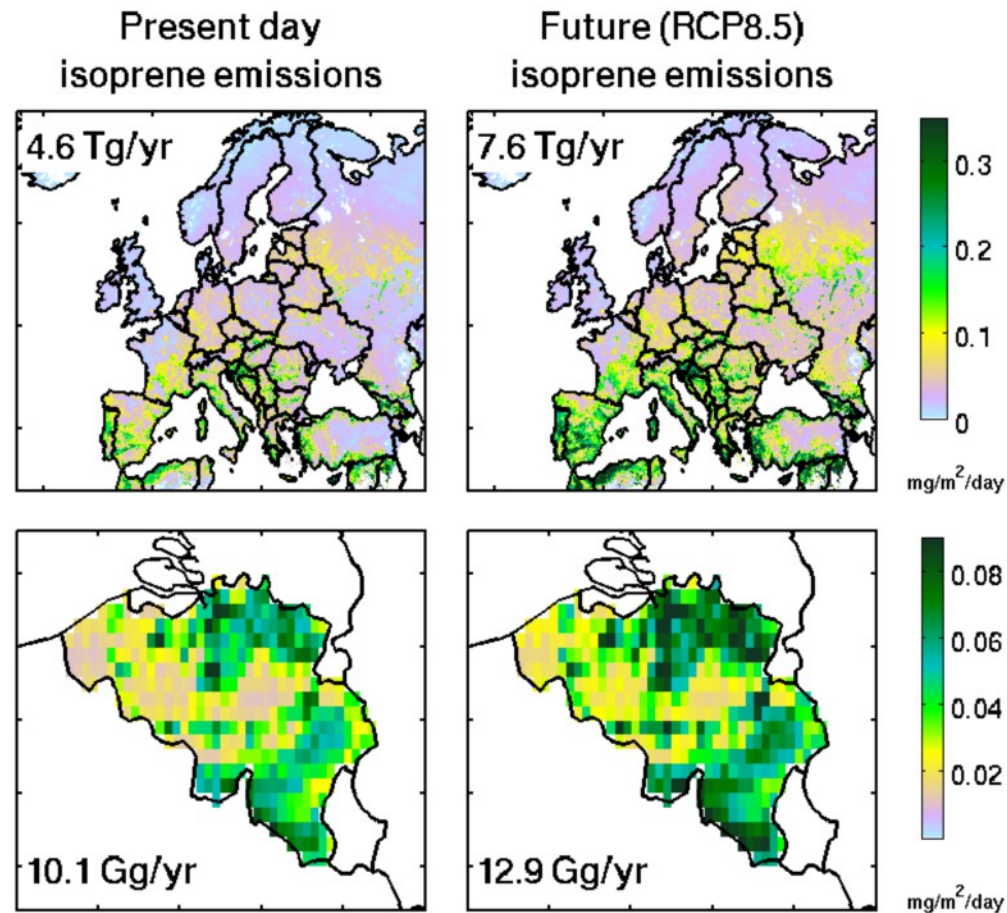 Present day
isoprene emissions
Future (RCP8.5)
isoprene emissions
4.6 Tg/yr
7.6 Tg/yr
0.3
0.2
0.1
0
mg/m²/day
10.1 Gg/yr
12.9 Gg/yr
0.08
0.06
0.04
0.02
mg/m²/day